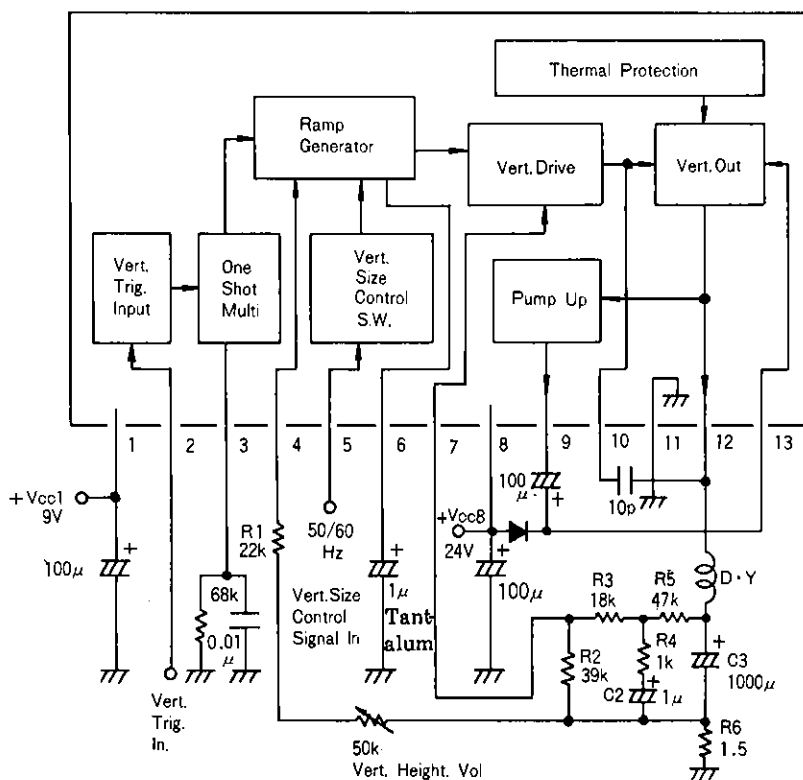 Thermal Protection
Ramp
Generator
Vert. Drive
Vert. Out
Vert.
Trig.
Input
One
Shot
Multi
Vert.
Size
Control
S.W.
Pump Up
1
2
3
4
5
6
7
8
9
10
11
12
13
+Vcc1
9V
100μ
68k
0.01
μ
Vert.
Trig.
In.
R1
22k
50/60
Hz
Vert.Size
Control
Signal In
+
1μ
Tant-
alum
+Vcc8
24V
+
100μ
100
μ
+
10p
D·Y
R3
18k
R5
47k
R2
39k
R4
1k
C2
+
1μ
+
C3
1000μ
R6
1.5
50k
Vert. Height. Vol
+